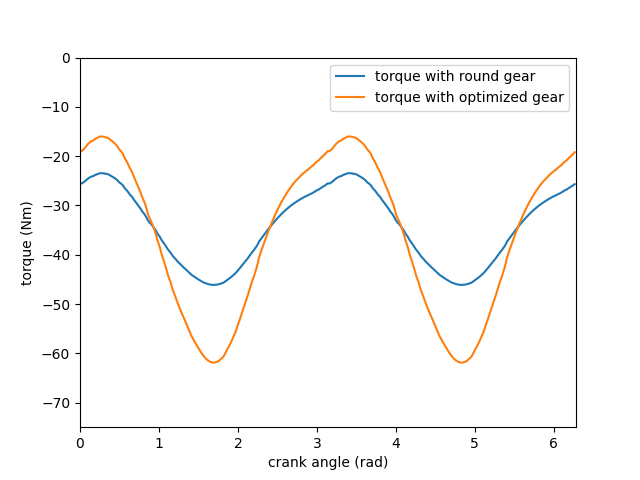 torque with round gear
torque with optimized gear
0
−10
−20
−30
−40
−50
−60
−70
torque (Nm)
0 1 2 3 4 5 6
crank angle (rad)